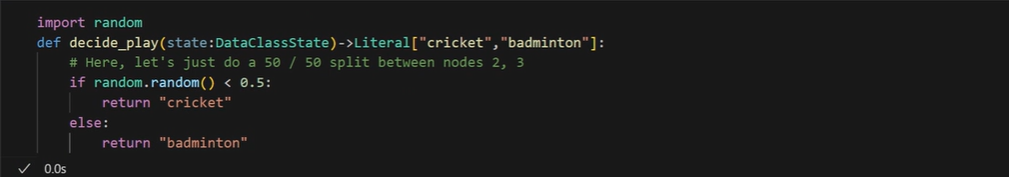 import random
def decide_play(state:DataClassState)->Literal["cricket","badminton"]:
    # Here, let's just do a 50 / 50 split between nodes 2, 3
    if random.random() < 0.5:
        return "cricket"
    else:
        return "badminton"
✓ 0.0s